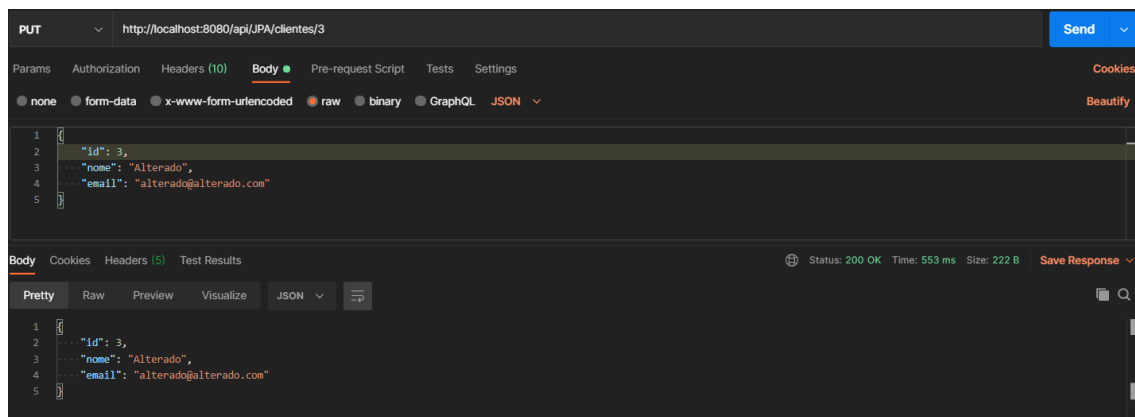 PUT http://localhost:8080/api/JPA/clientes/3 Send
Params Authorization Headers (10) Body Pre-request Script Tests Settings Cookies
none form-data x-www-form-urlencoded raw binary GraphQL JSON Beautify
1 {
2 "id": 3,
3 "nome": "Alterado",
4 "email": "alterado@alterado.com"
5 }
Body Cookies Headers (5) Test Results Status: 200 OK Time: 553 ms Size: 222 B Save Response
Pretty Raw Preview Visualize JSON
1 {
2 "id": 3,
3 "nome": "Alterado",
4 "email": "alterado@alterado.com"
5 }